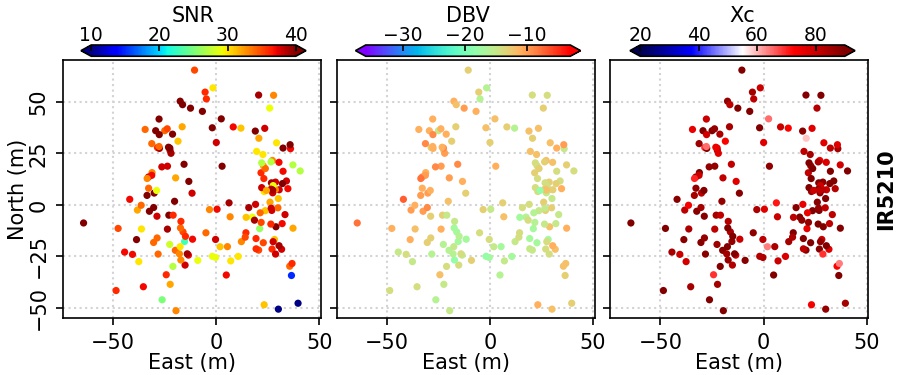 SNR
10 20 30 40
DBV
−30 −20 −10
Xc
20 40 60 80
North (m)
50
25
0
−25
−50
−50 0 50
East (m)
−50 0 50
East (m)
−50 0 50
East (m)
IR5210